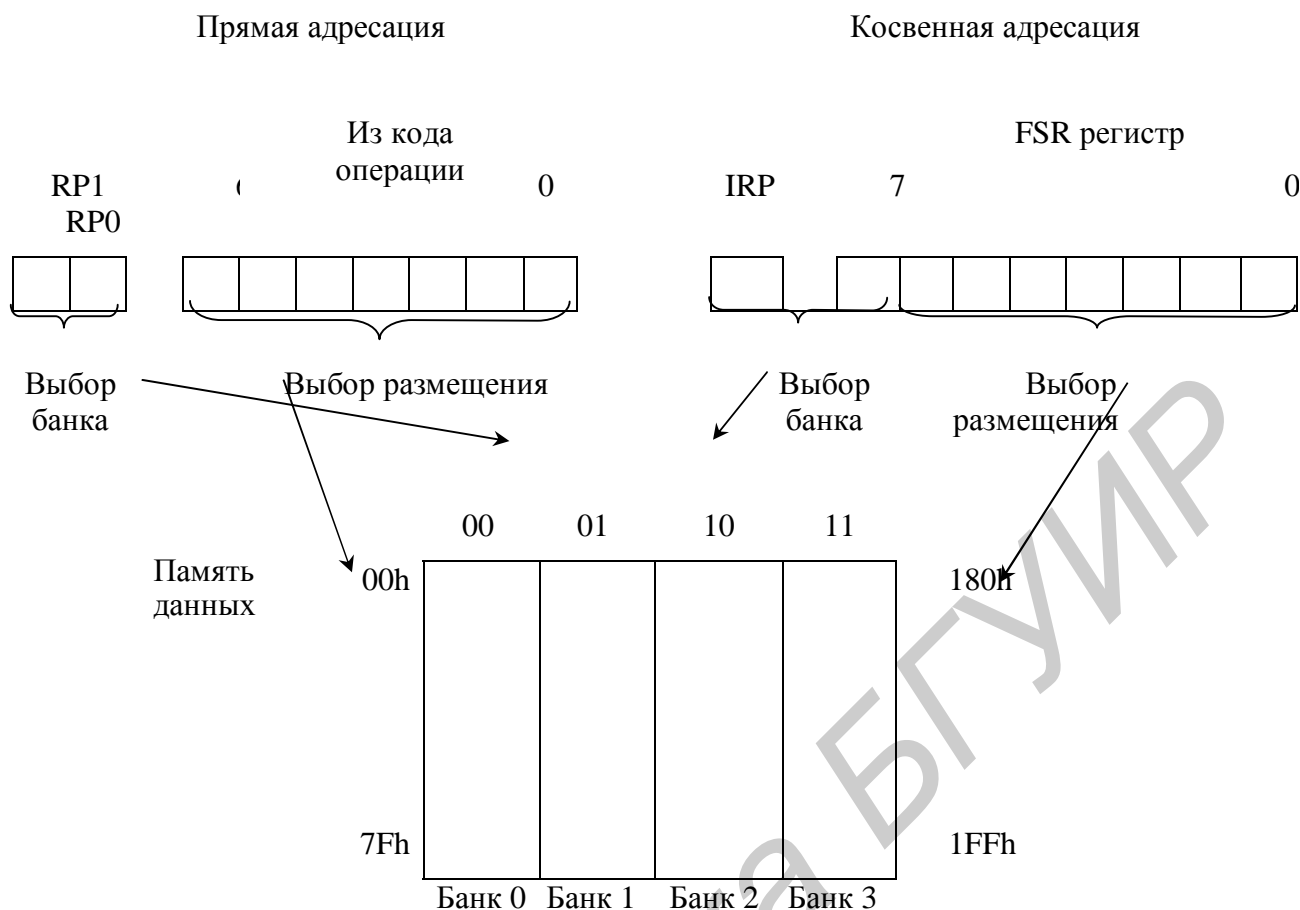 Прямая адресация
Косвенная адресация
Из кода
операции
FSR регистр
RP1
RP0
0
IRP
7
0
Выбор
банка
Выбор размещения
Выбор
банка
Выбор
размещения
00
01
10
11
Память
данных
00h
180h
7Fh
1FFh
Банк 0
Банк 1
Банк 2
Банк 3
БГУИР